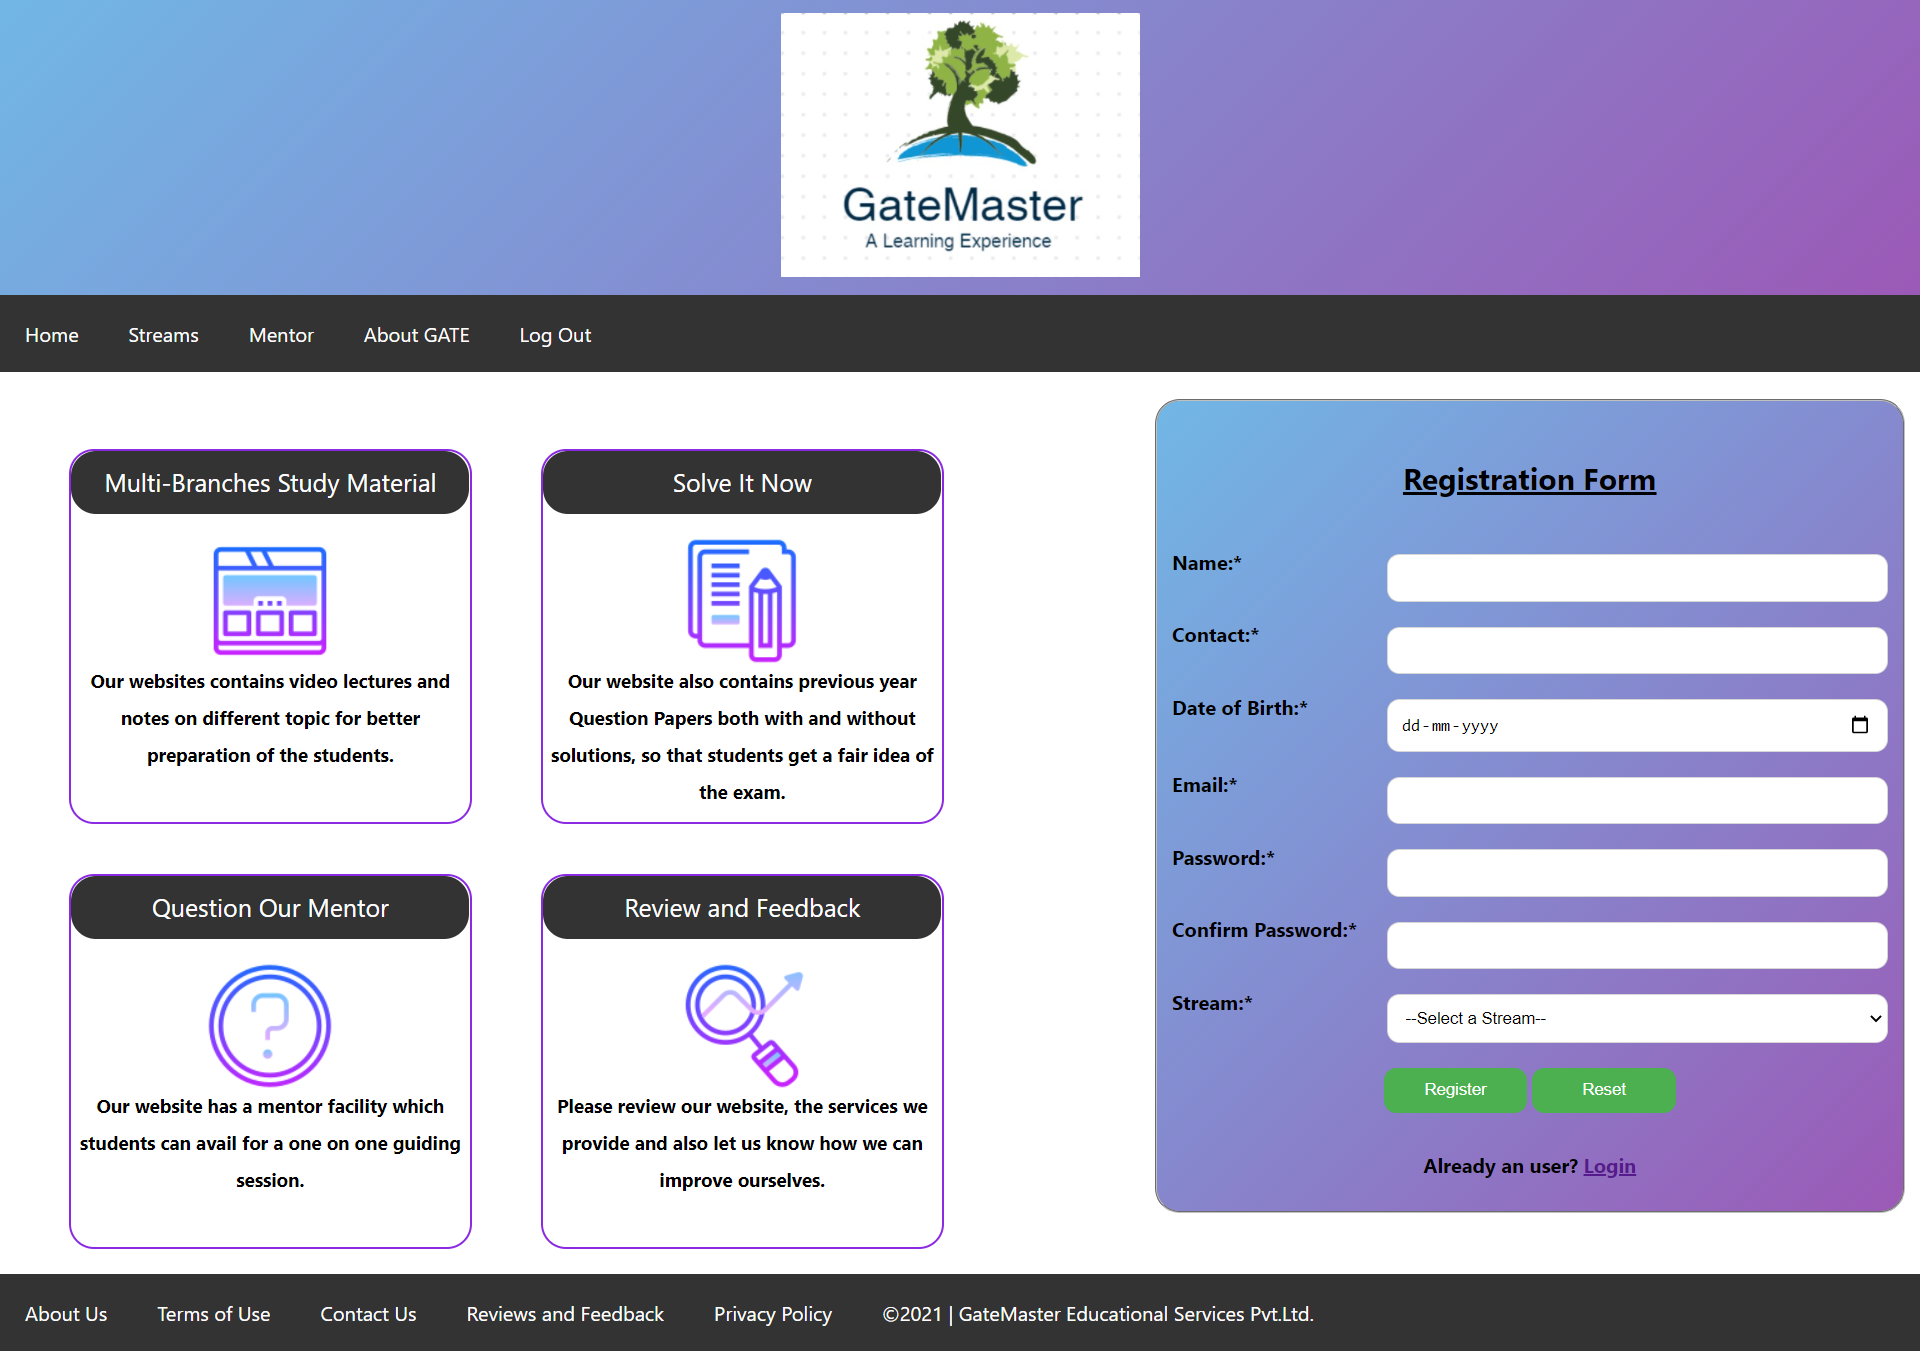 GateMaster
A Learning Experience
Home
Streams
Mentor
About GATE
Log Out
Multi-Branches Study Material
Our websites contains video lectures and
notes on different topic for better
preparation of the students.
Solve It Now
Our website also contains previous year
Question Papers both with and without
solutions, so that students get a fair idea of
the exam.
Question Our Mentor
Our website has a mentor facility which
students can avail for a one on one guiding
session.
Review and Feedback
Please review our website, the services we
provide and also let us know how we can
improve ourselves.
Registration Form
Name:*
Contact:*
Date of Birth:*
dd-mm-yyyy
Email:*
Password:*
Confirm Password:*
Stream:*
--Select a Stream--
Register
Reset
Already an user? Login
About Us
Terms of Use
Contact Us
Reviews and Feedback
Privacy Policy
©2021 | GateMaster Educational Services Pvt.Ltd.